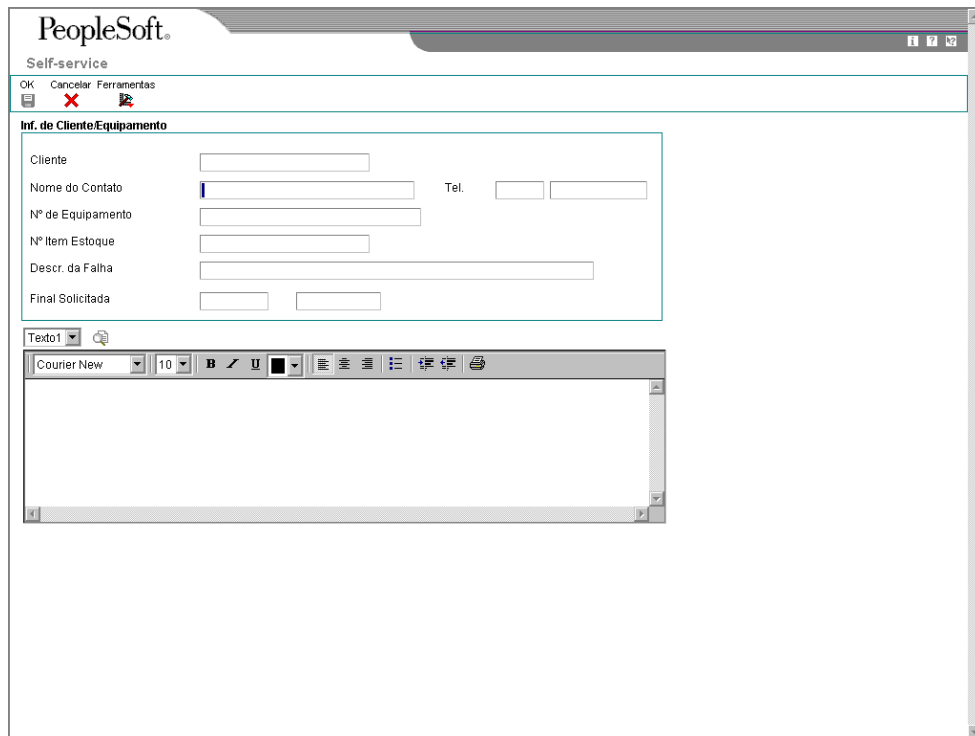 PeopleSoft®
Self-service
OK Cancelar Ferramentas
Inf. de Cliente/Equipamento
Cliente
Nome do Contato Tel.
Nº de Equipamento
Nº Item Estoque
Descr. da Falha
Final Solicitada
Texto1
Courier New 10 B I U